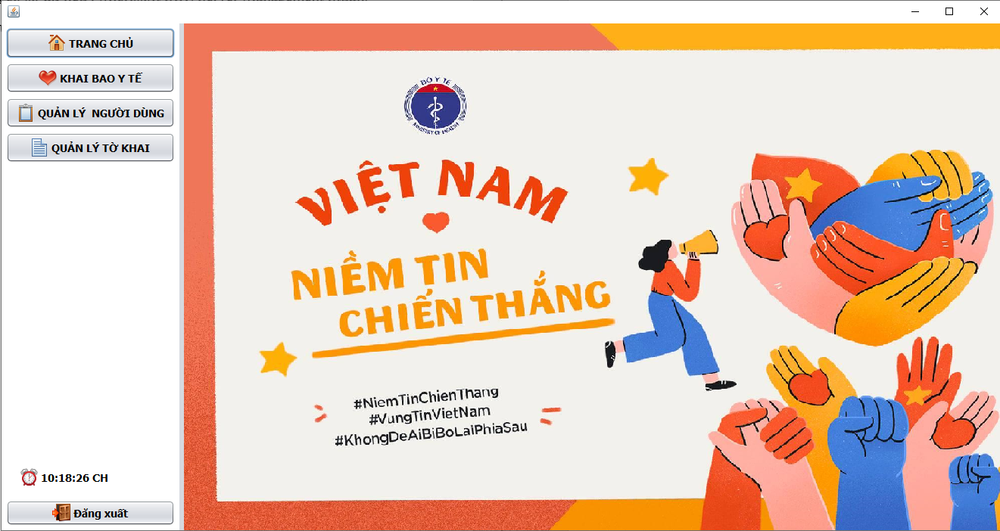 TRANG CHỦ
KHAI BAO Y TẾ
QUẢN LÝ  NGƯỜI DÙNG
QUẢN LÝ TỜ KHAI
10:18:26 CH
Đăng xuất
BỘ Y TẾ
MINISTRY OF HEALTH
VIỆT NAM
NIỀM TIN
CHIẾN THẮNG
#NiemTinChienThang
#VungTinVietNam
#KhongDeAiBiBoLaiPhiaSau